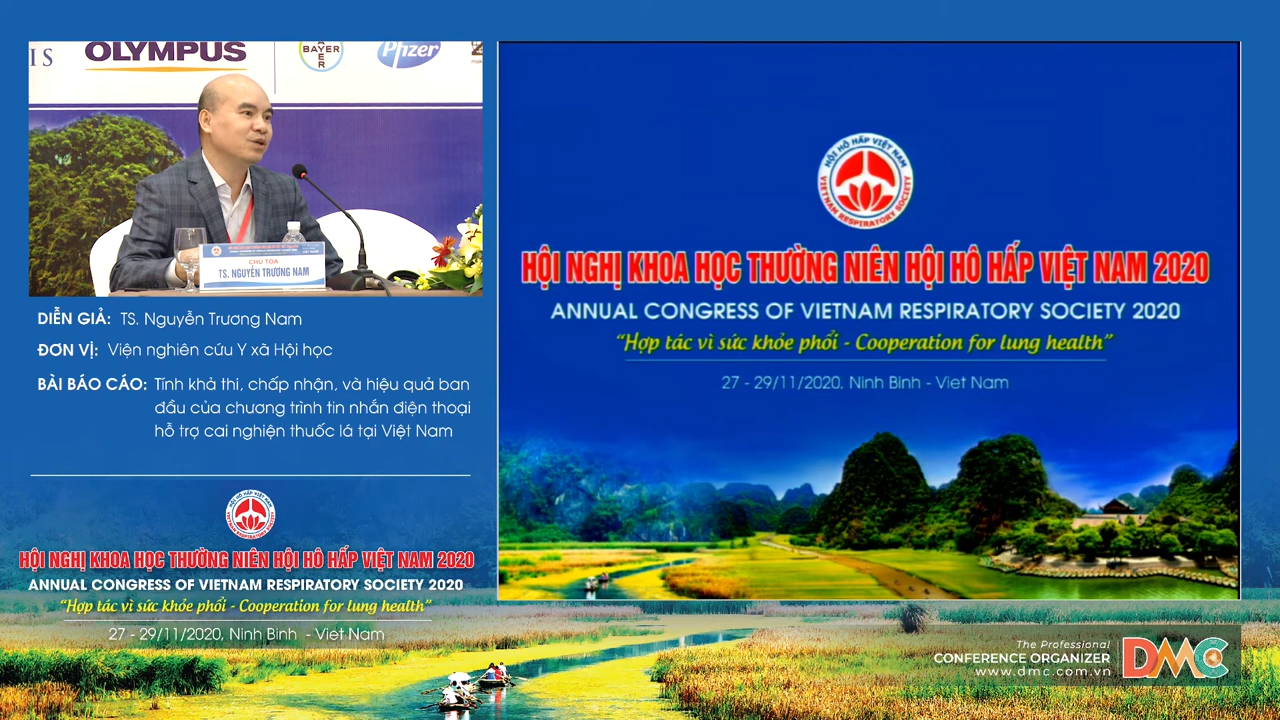 IS
OLYMPUS
BAYER
BAYER
Pfizer
CHỦ TỌA
TS. NGUYỄN TRƯƠNG NAM
DIỄN GIẢ: TS. Nguyễn Trương Nam
ĐƠN VỊ: Viện nghiên cứu Y xã Hội học
BÀI BÁO CÁO: Tính khả thi, chấp nhận, và hiệu quả ban
đầu của chương trình tin nhắn điện thoại
hỗ trợ cai nghiện thuốc lá tại Việt Nam
HỘI HÔ HẤP VIỆT NAM
VIETNAM RESPIRATORY SOCIETY
HỘI NGHỊ KHOA HỌC THƯỜNG NIÊN HỘI HÔ HẤP VIỆT NAM 2020
ANNUAL CONGRESS OF VIETNAM RESPIRATORY SOCIETY 2020
“Hợp tác vì sức khỏe phổi - Cooperation for lung health”
27 - 29/11/2020, Ninh Binh - Viet Nam
HỘI HÔ HẤP VIỆT NAM
VIETNAM RESPIRATORY SOCIETY
HỘI NGHỊ KHOA HỌC THƯỜNG NIÊN HỘI HÔ HẤP VIỆT NAM 2020
ANNUAL CONGRESS OF VIETNAM RESPIRATORY SOCIETY 2020
“Hợp tác vì sức khỏe phổi - Cooperation for lung health”
27 - 29/11/2020, Ninh Binh - Viet Nam
The Professional
CONFERENCE ORGANIZER
www.dmc.com.vn
DMC